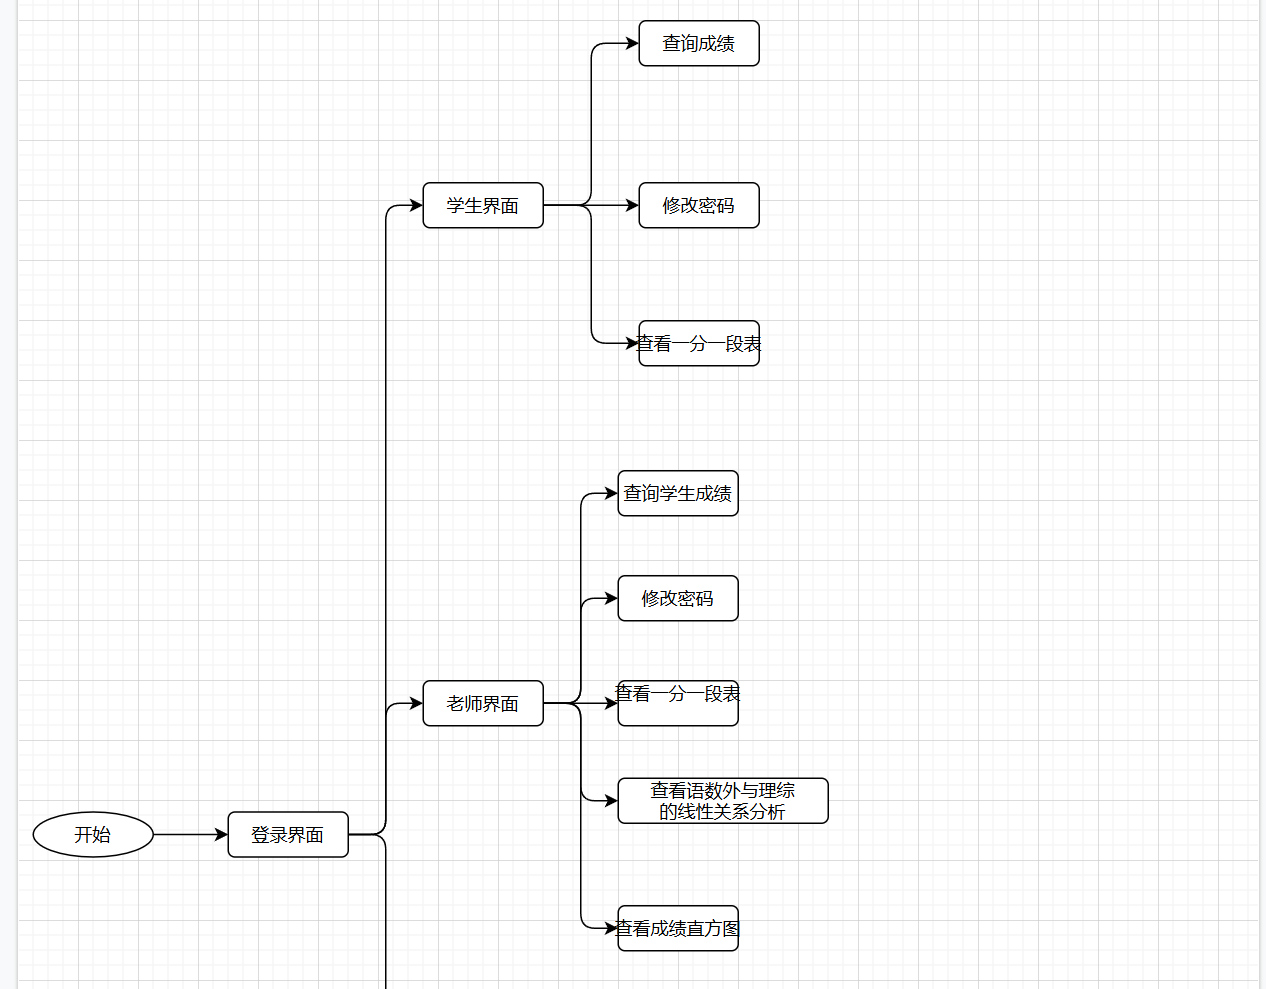 查询成绩
学生界面
修改密码
查看一分一段表
查询学生成绩
修改密码
老师界面
查看一分一段表
查看语数外与理综
的线性关系分析
开始
登录界面
查看成绩直方图